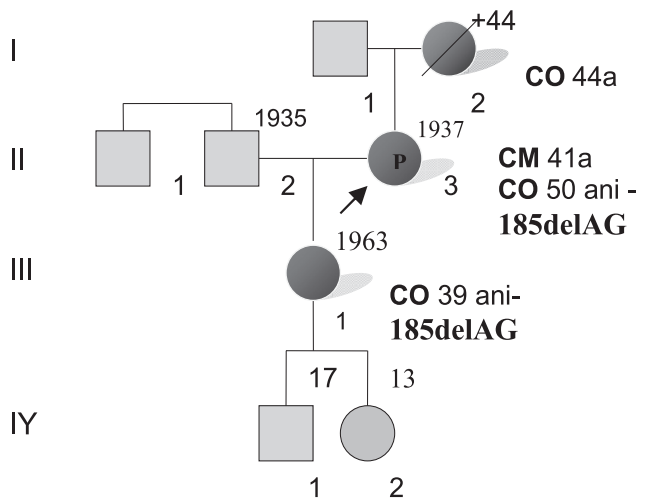 I
+44
CO 44a
1 2
1935
1937
II
P
CM 41a
1 2 3
CO 50 ani -
185delAG
1963
III
CO 39 ani-
1
185delAG
17 13
IY
1 2